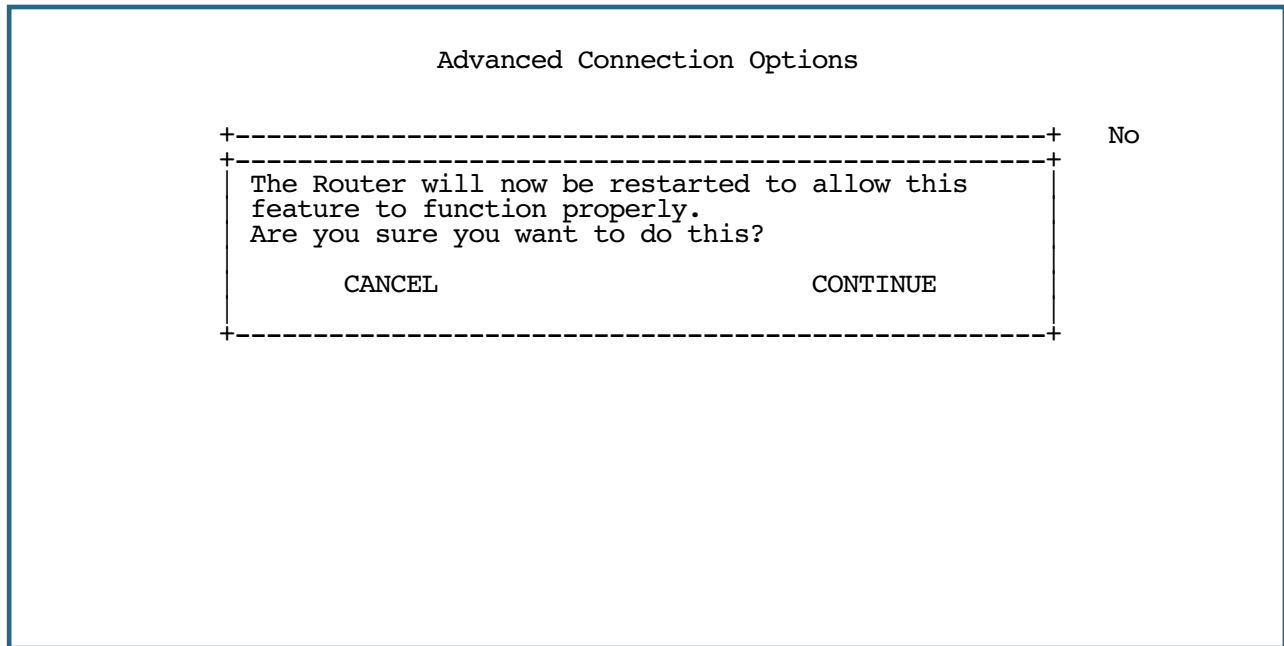 Advanced Connection Options
+----------------------------------------------------+ No
+----------------------------------------------------+
The Router will now be restarted to allow this
feature to function properly.
Are you sure you want to do this?
CANCEL CONTINUE
+----------------------------------------------------+